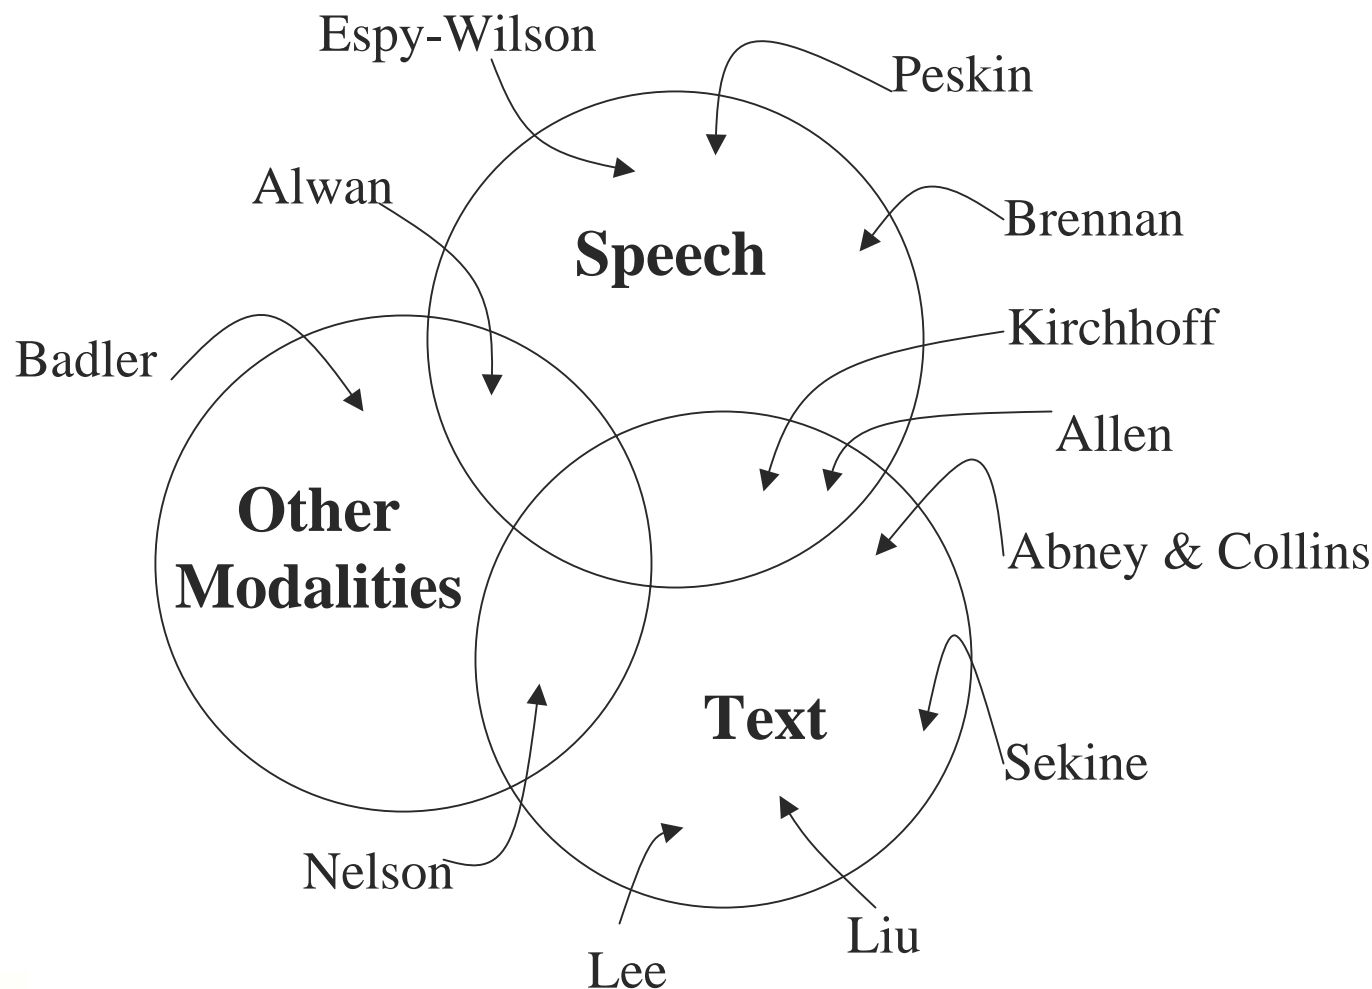 Espy-Wilson
Peskin
Alwan
Brennan
Speech
Kirchhoff
Badler
Allen
Other
Modalities
Abney & Collins
Text
Sekine
Nelson
Liu
Lee